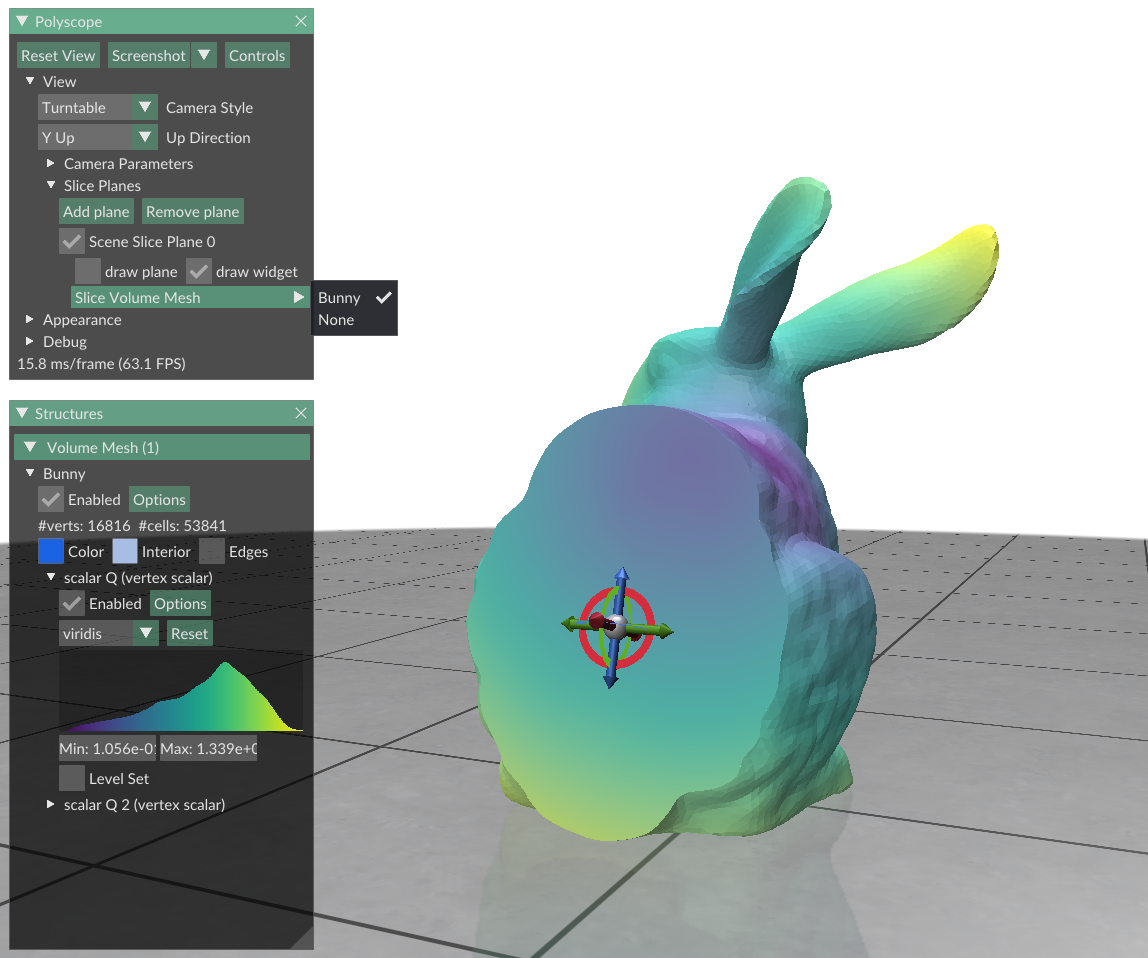 Polyscope
Reset View Screenshot Controls
View
Turntable Camera Style
Y Up Up Direction
Camera Parameters
Slice Planes
Add plane Remove plane
Scene Slice Plane 0
draw plane draw widget
Slice Volume Mesh
Bunny
None
Appearance
Debug
15.8 ms/frame (63.1 FPS)
Structures
Volume Mesh (1)
Bunny
Enabled Options
#verts: 16816 #cells: 53841
Color Interior Edges
scalar Q (vertex scalar)
Enabled Options
viridis Reset
Min: 1.056e-0 Max: 1.339e+0
Level Set
scalar Q 2 (vertex scalar)